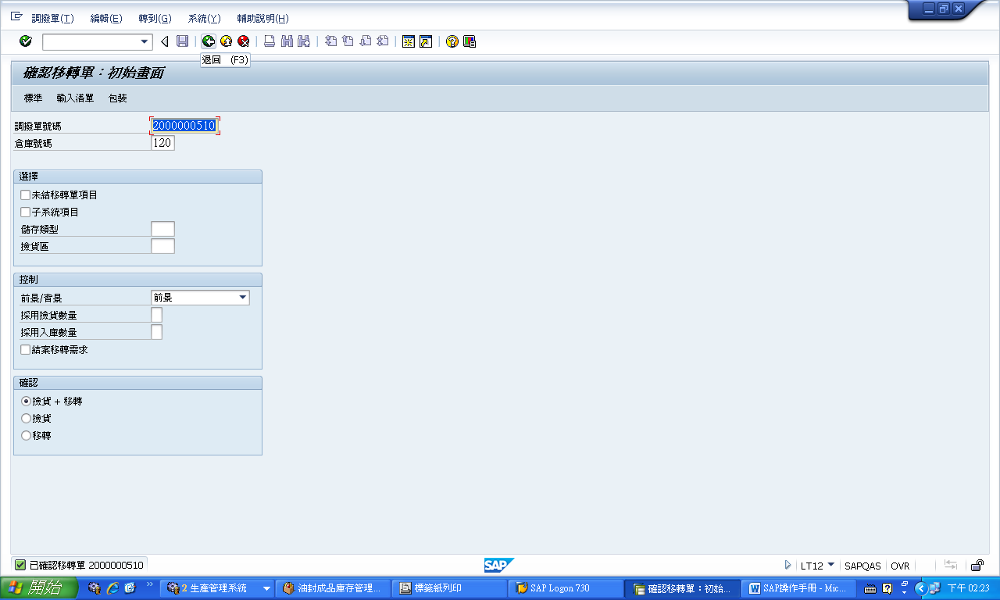 調撥單(T) 編輯(E) 轉到(G) 系統(Y) 輔助說明(H)
退回 (F3)
確認移轉單：初始畫面
標準 輸入清單 包裝
調撥單號碼 2000000510
倉庫號碼 120
選擇
未結移轉單項目
子系統項目
儲存類型
撿貨區
控制
前景/背景 前景
採用撿貨數量
採用入庫數量
結案移轉需求
確認
撿貨 + 移轉
撿貨
移轉
已確認移轉單 2000000510 SAP LT12 SAPQAS OVR
開始 2 生産管理系統 油封成品庫存管理... 標籤紙列印 SAP Logon 730 確認移轉單：初始... SAP操作手冊 - Mic... 下午 02:23